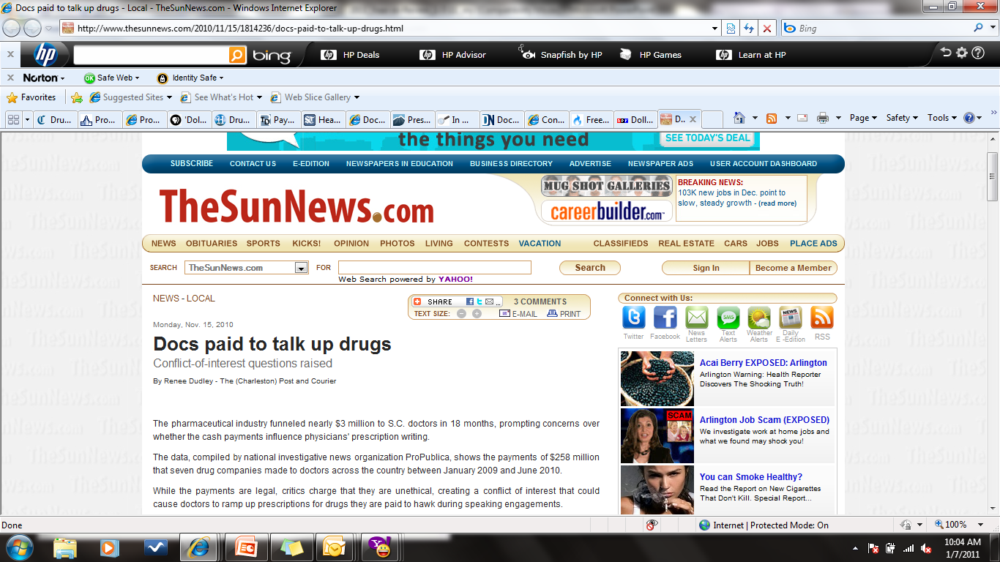 Docs paid to talk up drugs - Local - TheSunNews.com - Windows Internet Explorer
http://www.thesunnews.com/2010/11/15/1814236/docs-paid-to-talk-up-drugs.html
Bing
hp bing HP Deals HP Advisor Snapfish by HP HP Games Learn at HP
Norton Safe Web Identity Safe
Favorites Suggested Sites See What's Hot Web Slice Gallery
Dru... Pro... Pro... 'Dol... Dru... Pay... Hea... Doc... Pres... In ... Doc... Con... Free... Doll... D... Page Safety Tools
the things you need SEE TODAY'S DEAL
SUBSCRIBE CONTACT US E-EDITION NEWSPAPERS IN EDUCATION BUSINESS DIRECTORY ADVERTISE NEWSPAPER ADS USER ACCOUNT DASHBOARD
TheSunNews.com
MUG SHOT GALLERIES
careerbuilder.com
BREAKING NEWS:
103K new jobs in Dec. point to
slow, steady growth - (read more)
NEWS OBITUARIES SPORTS KICKS! OPINION PHOTOS LIVING CONTESTS VACATION CLASSIFIEDS REAL ESTATE CARS JOBS PLACE ADS
SEARCH TheSunNews.com FOR Search Sign In Become a Member
Web Search powered by YAHOO!
NEWS - LOCAL
SHARE ... 3 COMMENTS
TEXT SIZE: E-MAIL PRINT
Monday, Nov. 15, 2010
Docs paid to talk up drugs
Conflict-of-interest questions raised
By Renee Dudley - The (Charleston) Post and Courier
The pharmaceutical industry funneled nearly $3 million to S.C. doctors in 18 months, prompting concerns over
whether the cash payments influence physicians' prescription writing.
The data, compiled by national investigative news organization ProPublica, shows the payments of $258 million
that seven drug companies made to doctors across the country between January 2009 and June 2010.
While the payments are legal, critics charge that they are unethical, creating a conflict of interest that could
cause doctors to ramp up prescriptions for drugs they are paid to hawk during speaking engagements.
Connect with Us:
NEWS
SMS
Twitter Facebook News Letters Text Alerts Weather Alerts Daily E -Edition RSS
Acai Berry EXPOSED: Arlington
Arlington Warning: Health Reporter
Discovers The Shocking Truth!
SCAM
Arlington Job Scam (EXPOSED)
We investigate work at home jobs and
what we found may shock you!
You can Smoke Healthy?
Read the Report on New Cigarettes
That Don't Kill. Special Report...
Done Internet | Protected Mode: On 100%
10:04 AM
1/7/2011